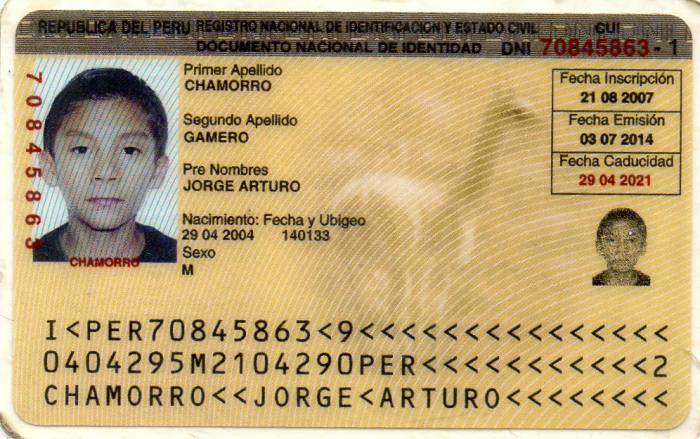 REPUBLICA DEL PERU REGISTRO NACIONAL DE IDENTIFICACION Y ESTADO CIVIL CUI
DOCUMENTO NACIONAL DE IDENTIDAD DNI 70845863 - 1
70845863
CHAMORRO
Primer Apellido
CHAMORRO
Segundo Apellido
GAMERO
Pre Nombres
JORGE ARTURO
Nacimiento: Fecha y Ubigeo
29 04 2004 140133
Sexo
M
Fecha Inscripción
21 08 2007
Fecha Emisión
03 07 2014
Fecha Caducidad
29 04 2021
I<PER70845863<9<<<<<<<<<<<<<<<
0404295M2104290PER<<<<<<<<<<<2
CHAMORRO<<JORGE<ARTURO<<<<<<<<